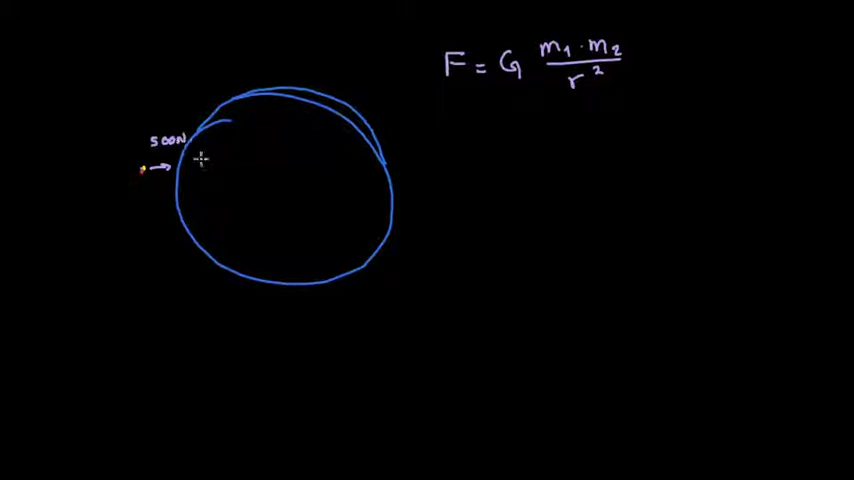 F = G m₁ · m₂ / r²
500N